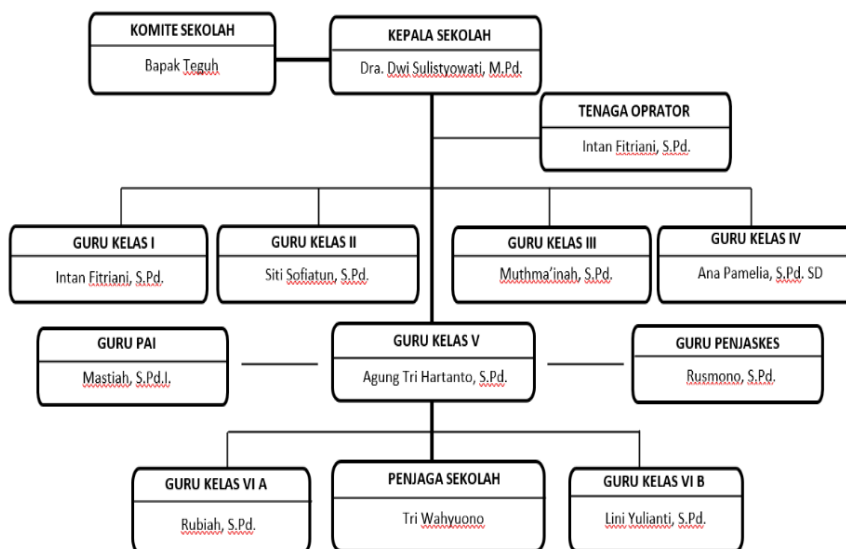 KOMITE SEKOLAH
Bapak Teguh
KEPALA SEKOLAH
Dra. Dwi Sulistyowati, M.Pd.
TENAGA OPRATOR
Intan Fitriani, S.Pd.
GURU KELAS I
Intan Fitriani, S.Pd.
GURU KELAS II
Siti Sofiatun, S.Pd.
GURU KELAS III
Muthma'inah, S.Pd.
GURU KELAS IV
Ana Pamelia, S.Pd. SD
GURU PAI
Mastiah, S.Pd.I.
GURU KELAS V
Agung Tri Hartanto, S.Pd.
GURU PENJASKES
Rusmono, S.Pd.
GURU KELAS VI A
Rubiah, S.Pd.
PENJAGA SEKOLAH
Tri Wahyuono
GURU KELAS VI B
Lini Yulianti, S.Pd.